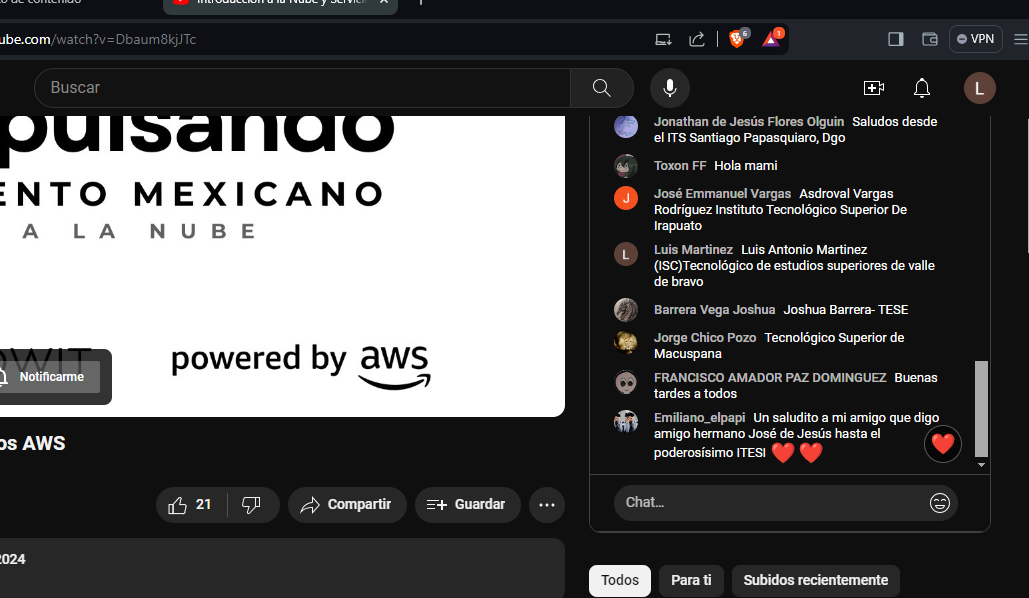 Introducción a la Nube y Servic
ube.com/watch?v=Dbaum8kjJTc
6
1
VPN
Buscar
L
pulsando
ENTO MEXICANO
A LA NUBE
powered by aws
Notificarme
os AWS
21
Compartir
Guardar
2024
Jonathan de Jesús Flores Olguin Saludos desde
el ITS Santiago Papasquiaro, Dgo
Toxon FF Hola mami
J
José Emmanuel Vargas Asdroval Vargas
Rodríguez Instituto Tecnológico Superior De
Irapuato
L
Luis Martinez Luis Antonio Martinez
(ISC)Tecnológico de estudios superiores de valle
de bravo
Barrera Vega Joshua Joshua Barrera- TESE
Jorge Chico Pozo Tecnológico Superior de
Macuspana
FRANCISCO AMADOR PAZ DOMINGUEZ Buenas
tardes a todos
Emiliano_elpapi Un saludito a mi amigo que digo
amigo hermano José de Jesús hasta el
poderosísimo ITESI ❤️ ❤️
Chat...
Todos
Para ti
Subidos recientemente